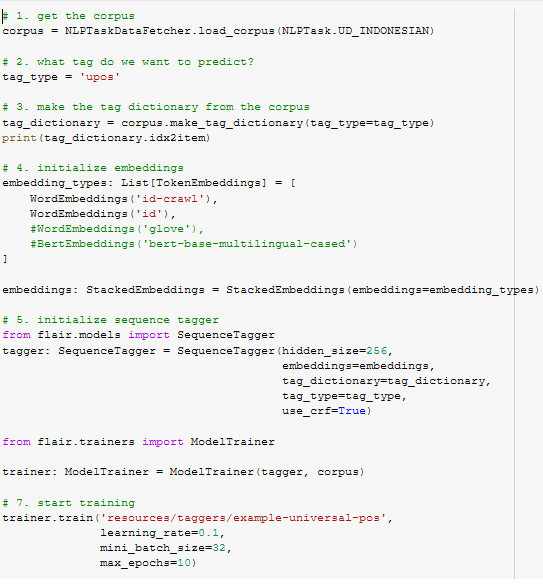 # 1. get the corpus
corpus = NLPTaskDataFetcher.load_corpus(NLPTask.UD_INDONESIAN)

# 2. what tag do we want to predict?
tag_type = 'upos'

# 3. make the tag dictionary from the corpus
tag_dictionary = corpus.make_tag_dictionary(tag_type=tag_type)
print(tag_dictionary.idx2item)

# 4. initialize embeddings
embedding_types: List[TokenEmbeddings] = [
    WordEmbeddings('id-crawl'),
    WordEmbeddings('id'),
    #WordEmbeddings('glove'),
    #BertEmbeddings('bert-base-multilingual-cased')
]

embeddings: StackedEmbeddings = StackedEmbeddings(embeddings=embedding_types)

# 5. initialize sequence tagger
from flair.models import SequenceTagger
tagger: SequenceTagger = SequenceTagger(hidden_size=256,
                                        embeddings=embeddings,
                                        tag_dictionary=tag_dictionary,
                                        tag_type=tag_type,
                                        use_crf=True)

from flair.trainers import ModelTrainer

trainer: ModelTrainer = ModelTrainer(tagger, corpus)

# 7. start training
trainer.train('resources/taggers/example-universal-pos',
              learning_rate=0.1,
              mini_batch_size=32,
              max_epochs=10)